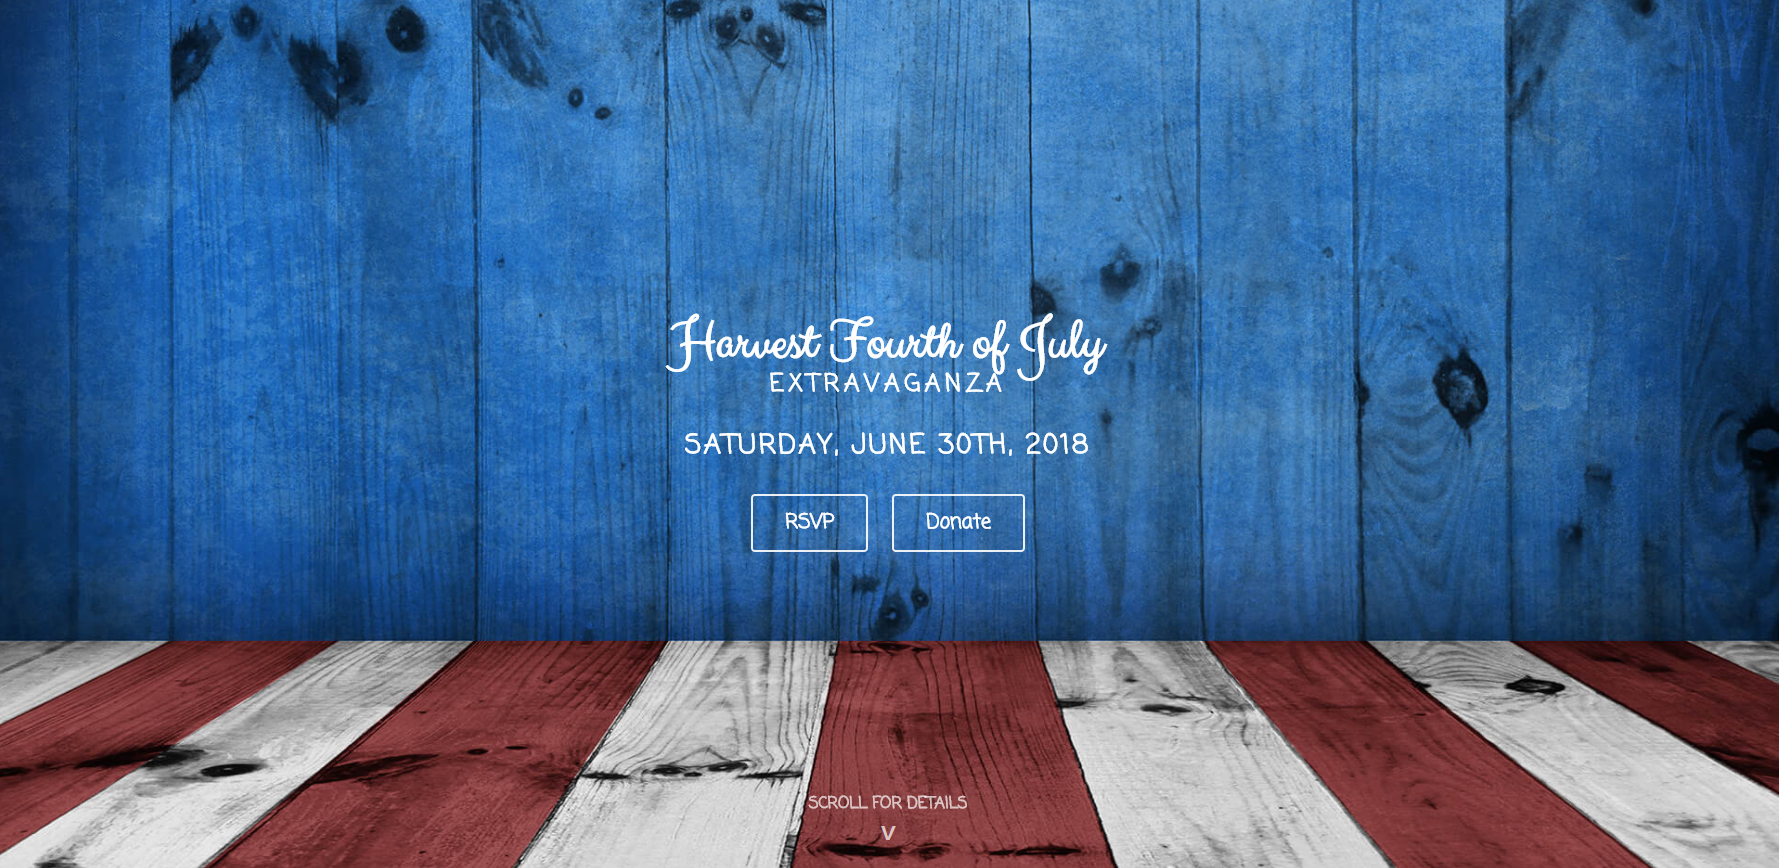 Harvest Fourth of July
EXTRAVAGANZA
SATURDAY, JUNE 30TH, 2018
RSVP Donate
SCROLL FOR DETAILS
V